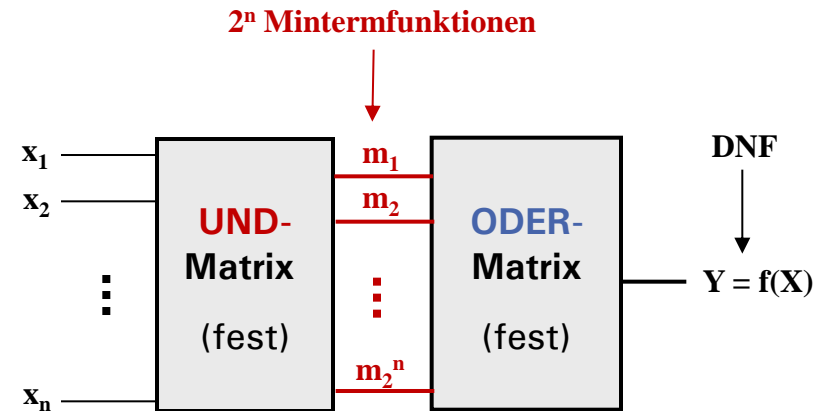 2ⁿ Mintermfunktionen
x₁
x₂
⋮
xₙ
UND-
Matrix
(fest)
m₁
m₂
⋮
m₂ⁿ
ODER-
Matrix
(fest)
DNF
Y = f(X)